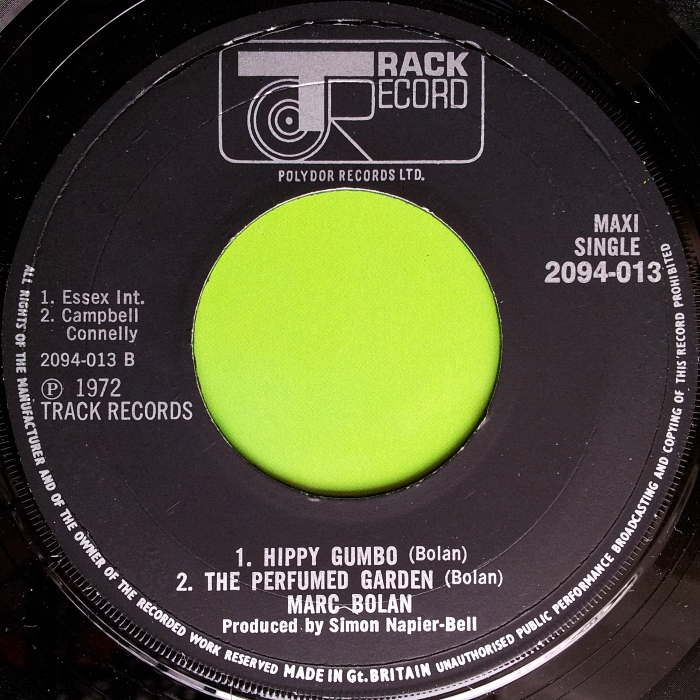 TRACK
RECORD
POLYDOR RECORDS LTD.
MAXI
SINGLE
2094-013
1. Essex Int.
2. Campbell
Connelly
2094-013 B
Ⓟ 1972
TRACK RECORDS
1. HIPPY GUMBO (Bolan)
2. THE PERFUMED GARDEN (Bolan)
MARC BOLAN
Produced by Simon Napier-Bell
ALL RIGHTS OF THE MANUFACTURER AND OF THE OWNER OF THE RECORDED WORK RESERVED MADE IN Gt. BRITAIN UNAUTHORISED PUBLIC PERFORMANCE BROADCASTING AND COPYING OF THIS RECORD PROHIBITED